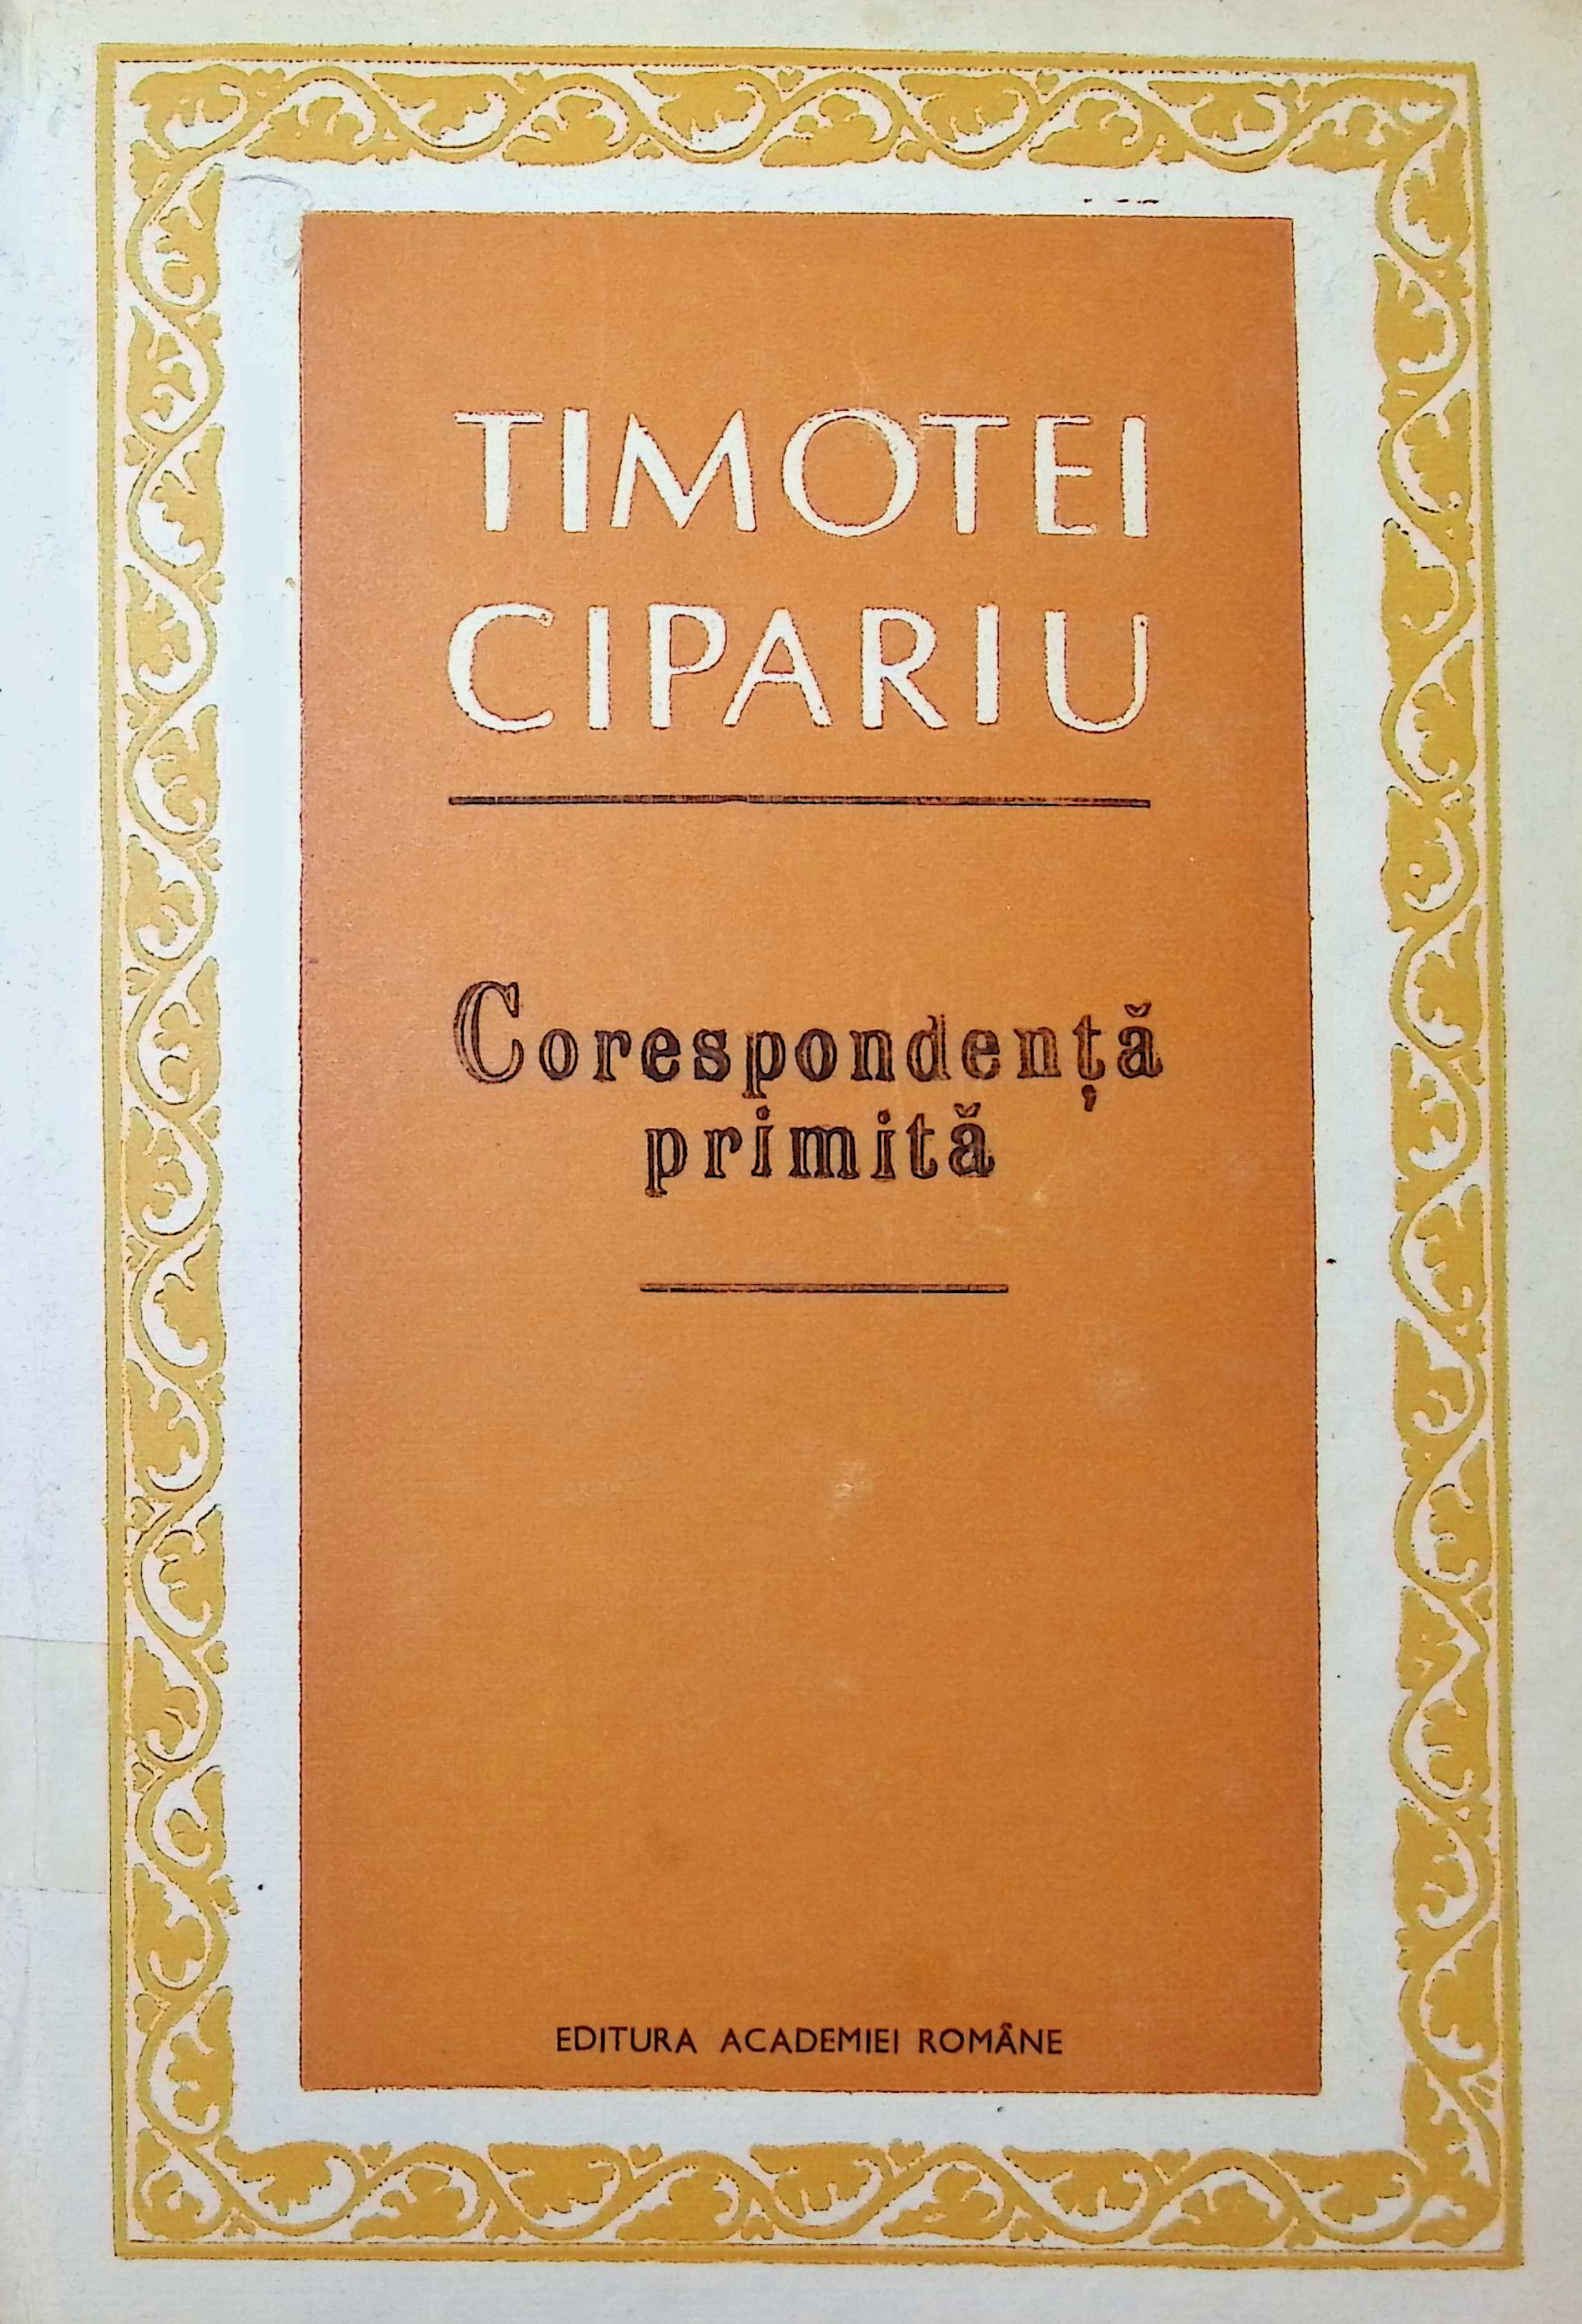 TIMOTEI
CIPARIU
Corespondență
primită
EDITURA ACADEMIEI ROMÂNE